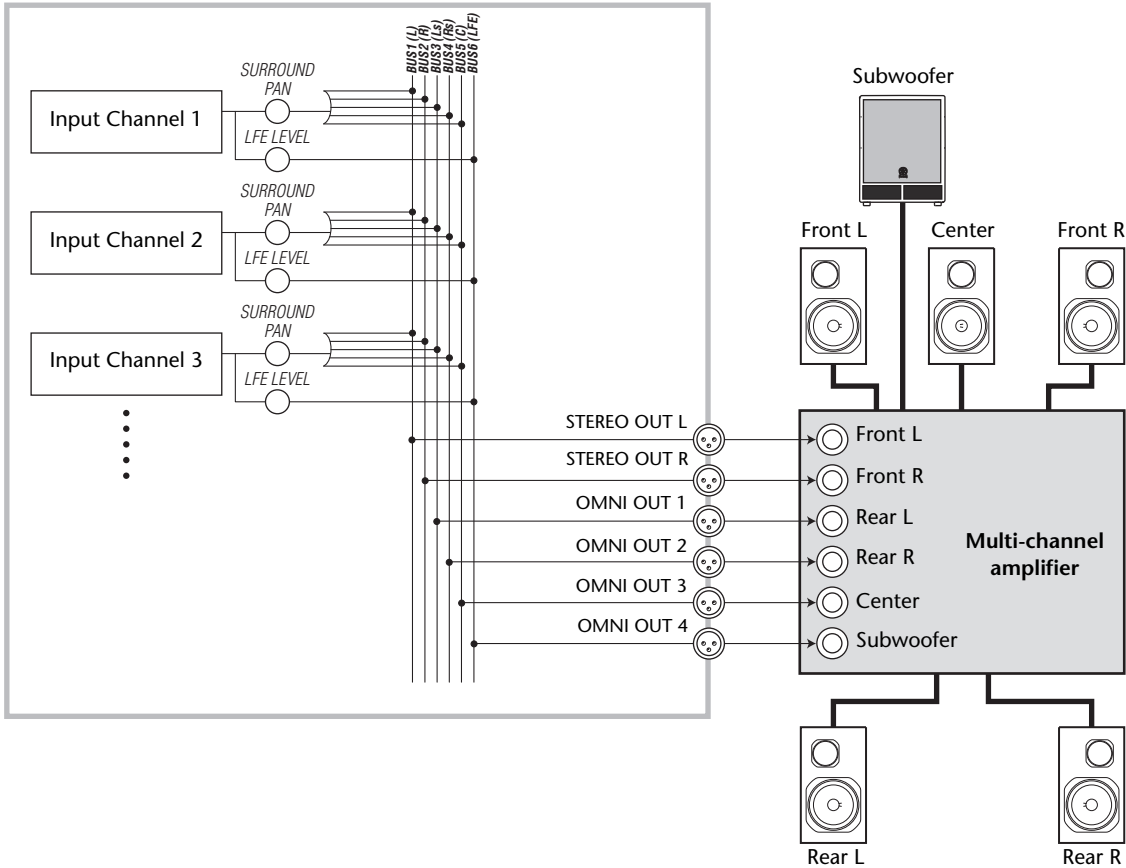 BUS1 (L)
BUS2 (R)
BUS3 (Ls)
BUS4 (Rs)
BUS5 (C)
BUS6 (LFE)
SURROUND
PAN
Input Channel 1
LFE LEVEL
SURROUND
PAN
Input Channel 2
LFE LEVEL
SURROUND
PAN
Input Channel 3
LFE LEVEL
Subwoofer
Front L
Center
Front R
STEREO OUT L
STEREO OUT R
OMNI OUT 1
OMNI OUT 2
OMNI OUT 3
OMNI OUT 4
Front L
Front R
Rear L
Rear R
Center
Subwoofer
Multi-channel
amplifier
Rear L
Rear R